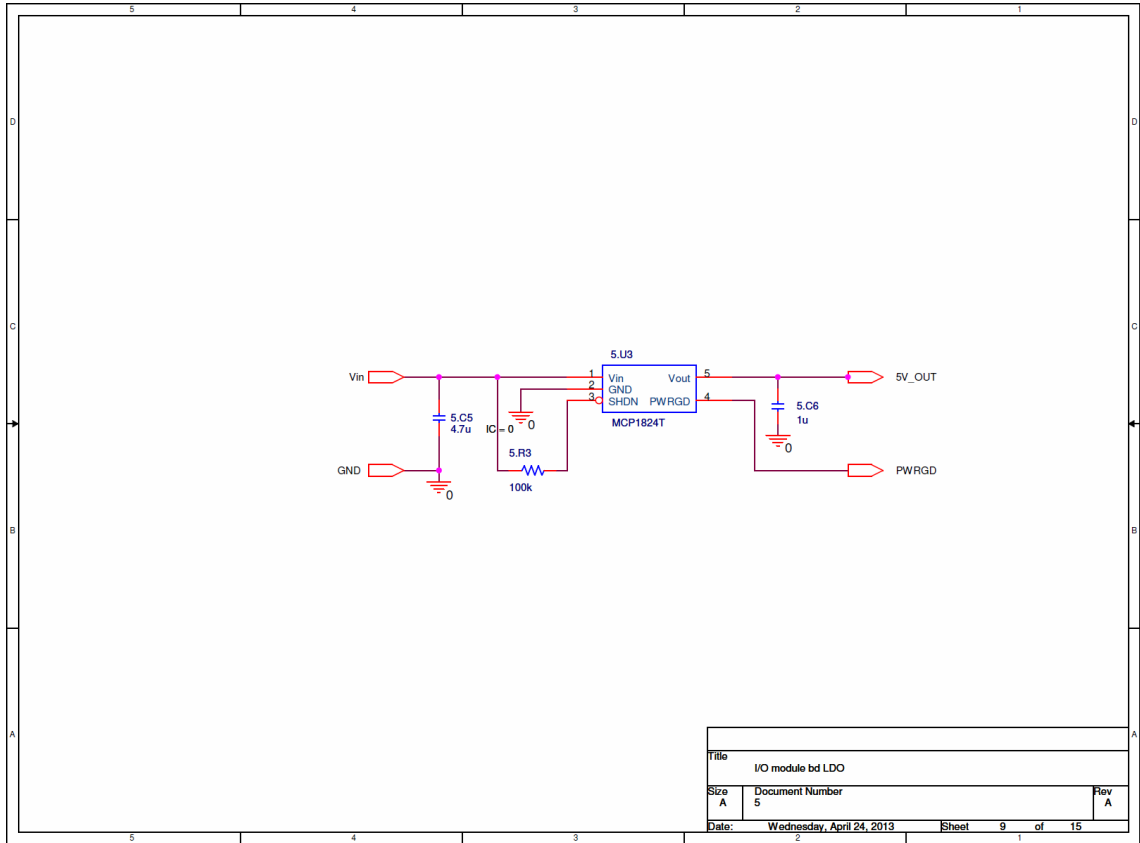 5 4 3 2 1
D D
C C
B B
A A
5.U3
Vin
1 Vin Vout 5
5V_OUT
2 GND
3 SHDN PWRGD 4
MCP1824T
0
5.C5
4.7u
IC = 0
5.C6
1u
0
5.R3
100k
GND
0
PWRGD
Title
I/O module bd LDO
Size
A
Document Number
5
Rev
A
Date: Wednesday, April 24, 2013 Sheet 9 of 15
5 4 3 2 1